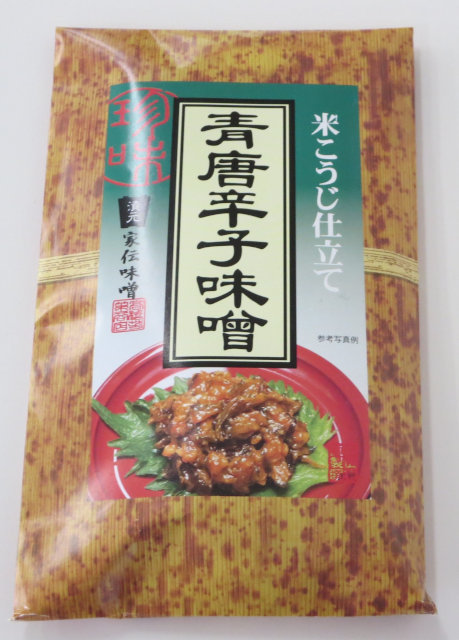 米こうじ仕立て
青唐辛子味噌
珍味
家伝味噌
参考写真例